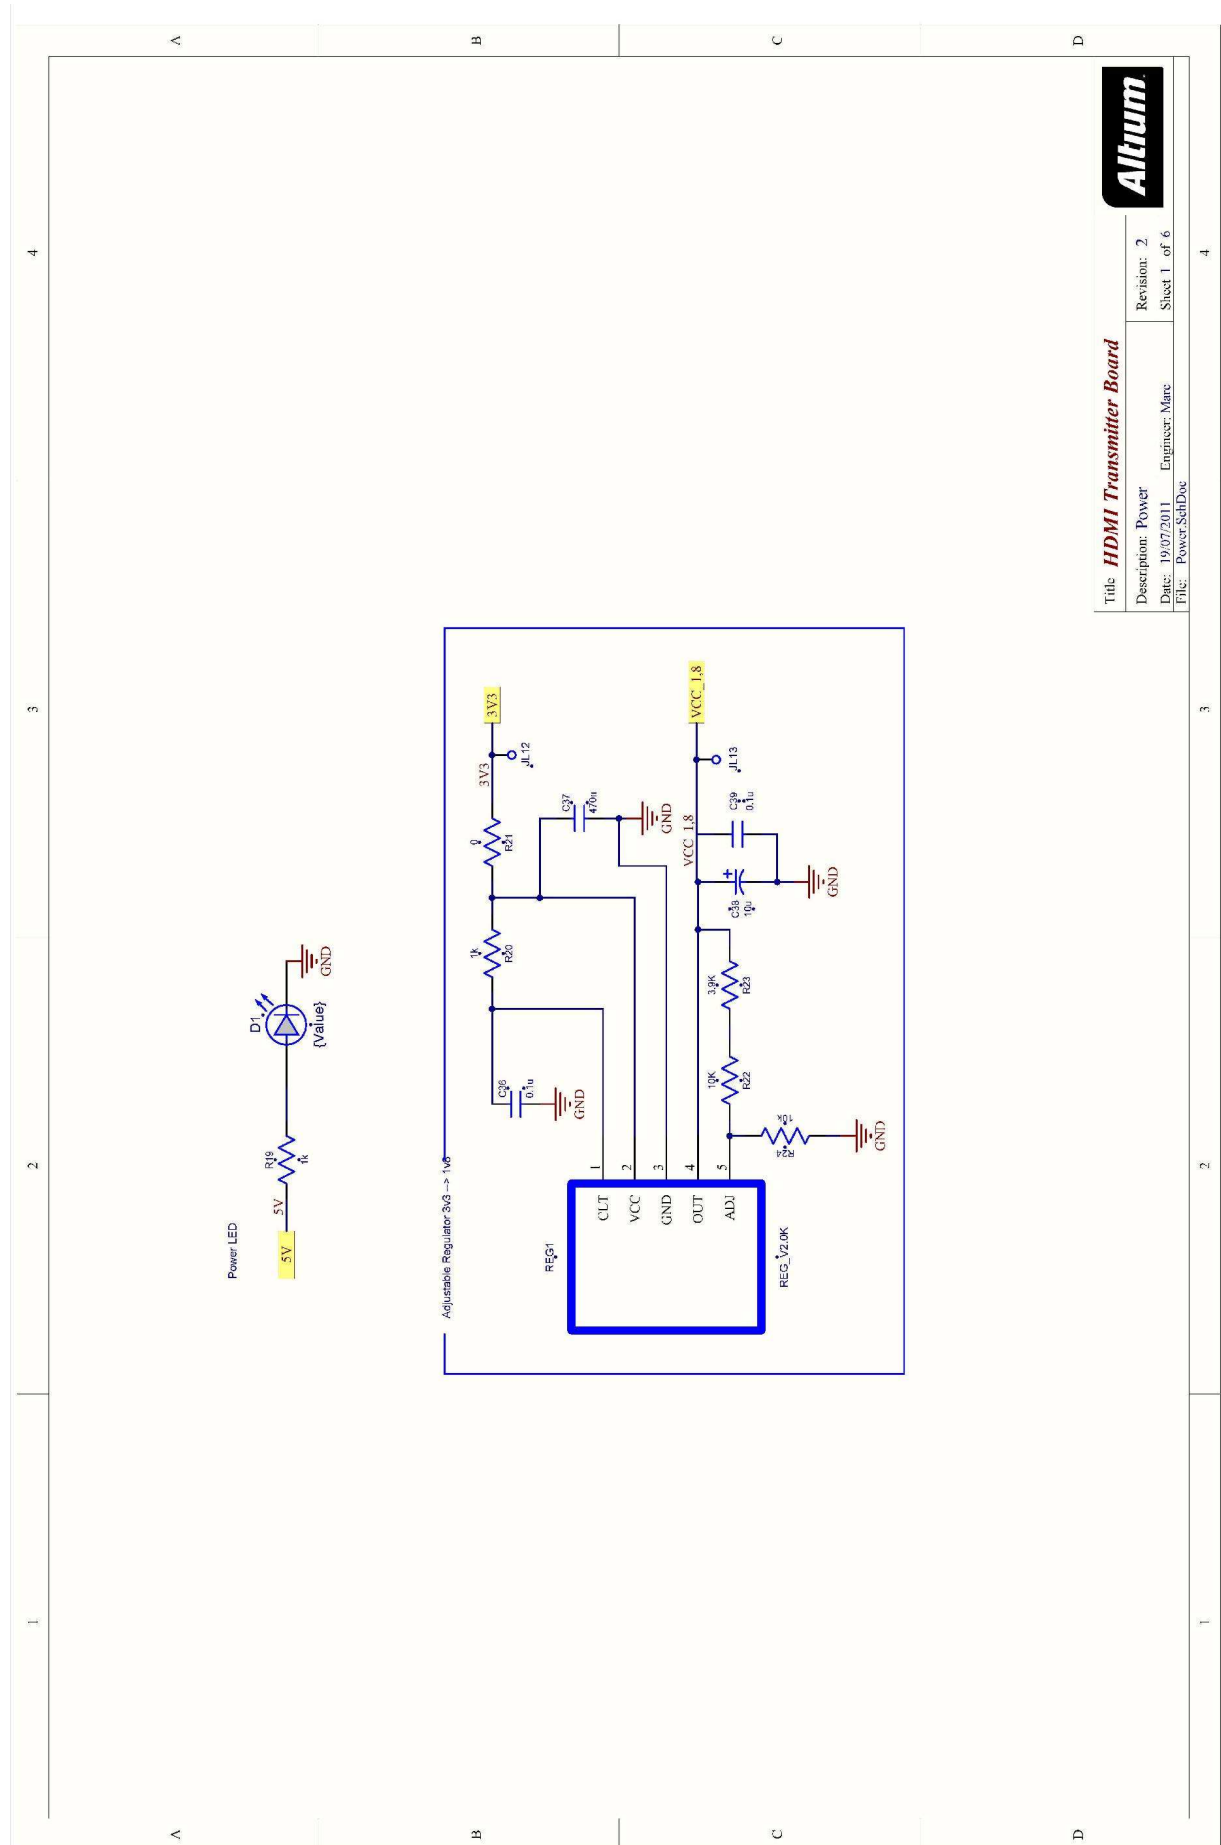 1
2
3
4
A
A
Power LED
5V
5V
R19
1k
D1
{Value}
GND
B
B
Adjustable Regulator 3v3 --> 1v8
REG1
REG_V2.0K
VCC
GND
OUT
ADJ
1
2
3
4
5
C36
0.1u
GND
1k
R20
0
R21
3V3
3V3
JL12
C37
470n
GND
C
C
10k
R24
GND
10K
R22
3.9K
R23
C38
10u
+
GND
VCC_1,8
C39
0.1u
JL13
VCC_1,8
D
D
Title HDMI Transmitter Board
Description: Power
Revision: 2
Date: 19/07/2011
Engineer: Marc
Sheet 1 of 6
File: Power.SchDoc
Altium
1
2
3
4